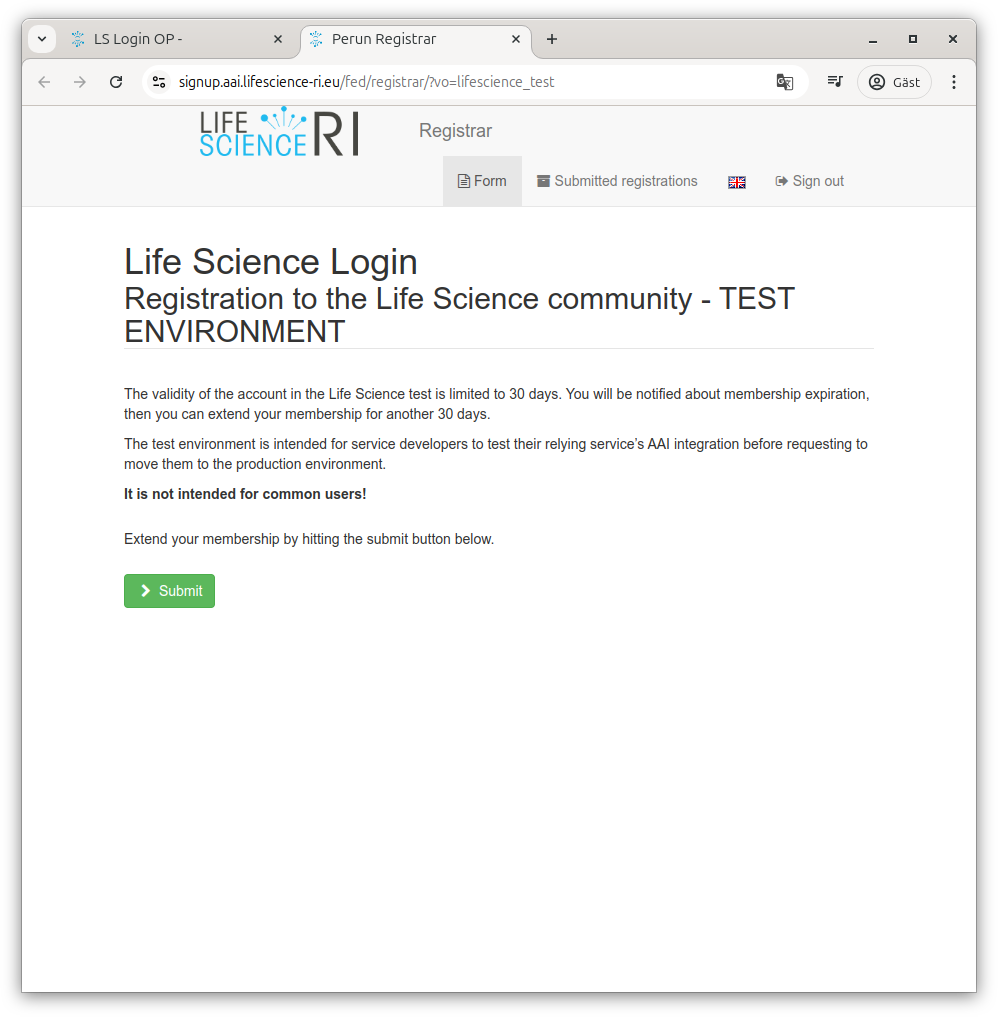 LS Login OP -
Perun Registrar
signup.aai.lifescience-ri.eu/fed/registrar/?vo=lifescience_test
Gäst
LIFE
SCIENCE RI
Registrar
Form
Submitted registrations
Sign out
Life Science Login
Registration to the Life Science community - TEST
ENVIRONMENT
The validity of the account in the Life Science test is limited to 30 days. You will be notified about membership expiration,
then you can extend your membership for another 30 days.
The test environment is intended for service developers to test their relying service’s AAI integration before requesting to
move them to the production environment.
It is not intended for common users!
Extend your membership by hitting the submit button below.
Submit